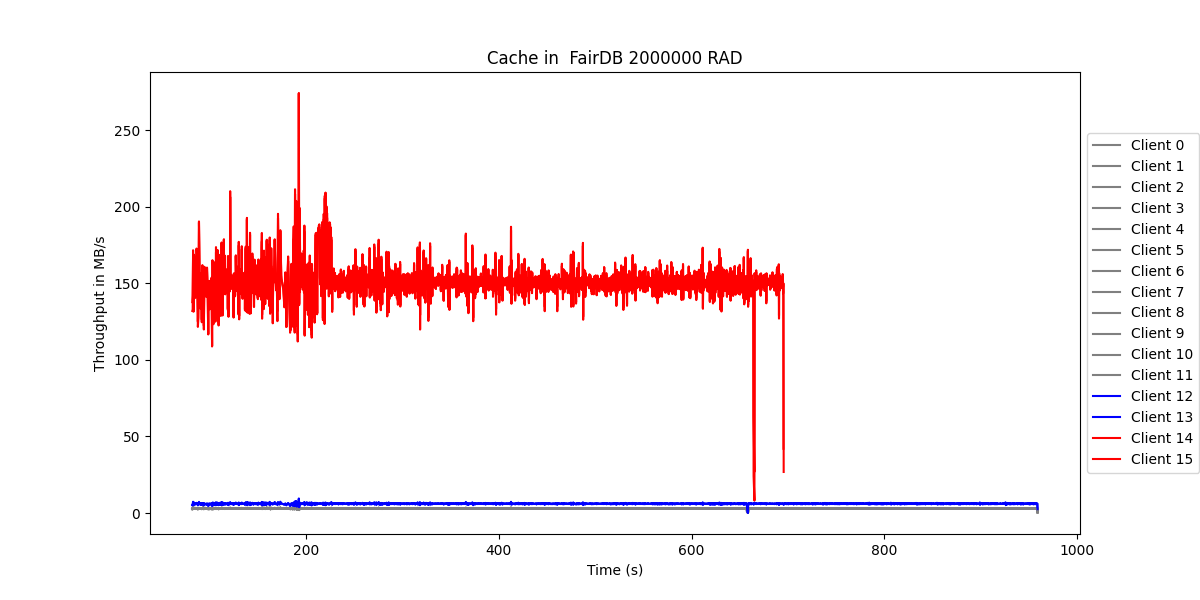 Cache in  FairDB 2000000 RAD
Throughput in MB/s
250
200
150
100
50
0
200
400
600
800
1000
Time (s)
Client 0
Client 1
Client 2
Client 3
Client 4
Client 5
Client 6
Client 7
Client 8
Client 9
Client 10
Client 11
Client 12
Client 13
Client 14
Client 15